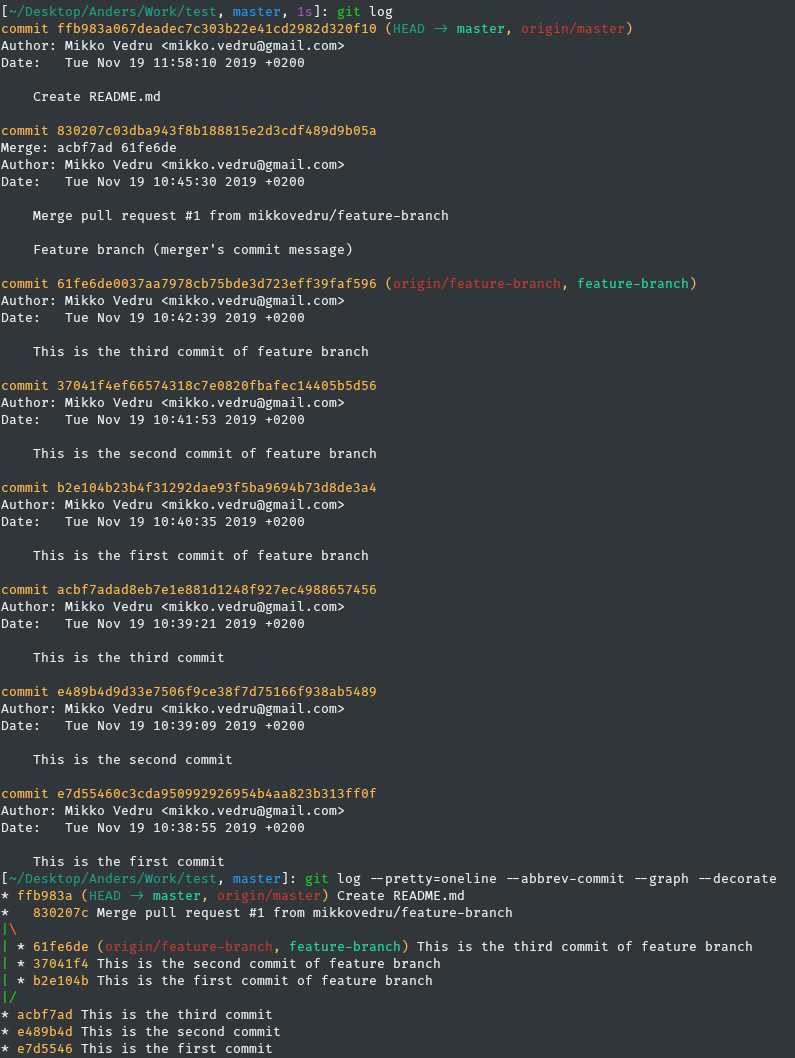 [~/Desktop/Anders/Work/test, master, 1s]: git log
commit ffb983a067deadec7c303b22e41cd2982d320f10 (HEAD -> master, origin/master)
Author: Mikko Vedru <mikko.vedru@gmail.com>
Date:   Tue Nov 19 11:58:10 2019 +0200

    Create README.md

commit 830207c03dba943f8b188815e2d3cdf489d9b05a
Merge: acbf7ad 61fe6de
Author: Mikko Vedru <mikko.vedru@gmail.com>
Date:   Tue Nov 19 10:45:30 2019 +0200

    Merge pull request #1 from mikkovedru/feature-branch

    Feature branch (merger's commit message)

commit 61fe6de0037aa7978cb75bde3d723eff39faf596 (origin/feature-branch, feature-branch)
Author: Mikko Vedru <mikko.vedru@gmail.com>
Date:   Tue Nov 19 10:42:39 2019 +0200

    This is the third commit of feature branch

commit 37041f4ef66574318c7e0820fbafec14405b5d56
Author: Mikko Vedru <mikko.vedru@gmail.com>
Date:   Tue Nov 19 10:41:53 2019 +0200

    This is the second commit of feature branch

commit b2e104b23b4f31292dae93f5ba9694b73d8de3a4
Author: Mikko Vedru <mikko.vedru@gmail.com>
Date:   Tue Nov 19 10:40:35 2019 +0200

    This is the first commit of feature branch

commit acbf7adad8eb7e1e881d1248f927ec4988657456
Author: Mikko Vedru <mikko.vedru@gmail.com>
Date:   Tue Nov 19 10:39:21 2019 +0200

    This is the third commit

commit e489b4d9d33e7506f9ce38f7d75166f938ab5489
Author: Mikko Vedru <mikko.vedru@gmail.com>
Date:   Tue Nov 19 10:39:09 2019 +0200

    This is the second commit

commit e7d55460c3cda950992926954b4aa823b313ff0f
Author: Mikko Vedru <mikko.vedru@gmail.com>
Date:   Tue Nov 19 10:38:55 2019 +0200

    This is the first commit
[~/Desktop/Anders/Work/test, master]: git log --pretty=oneline --abbrev-commit --graph --decorate
* ffb983a (HEAD -> master, origin/master) Create README.md
*   830207c Merge pull request #1 from mikkovedru/feature-branch
|\
| * 61fe6de (origin/feature-branch, feature-branch) This is the third commit of feature branch
| * 37041f4 This is the second commit of feature branch
| * b2e104b This is the first commit of feature branch
|/
* acbf7ad This is the third commit
* e489b4d This is the second commit
* e7d5546 This is the first commit